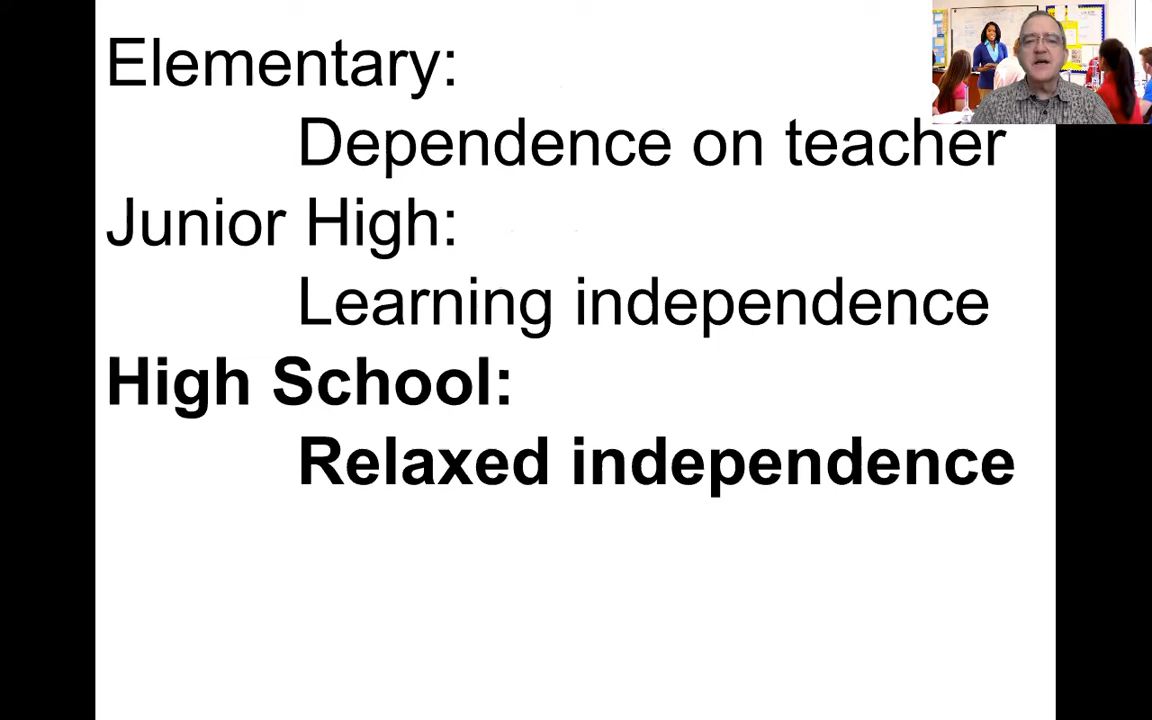 Elementary:
Dependence on teacher
Junior High:
Learning independence
High School:
Relaxed independence